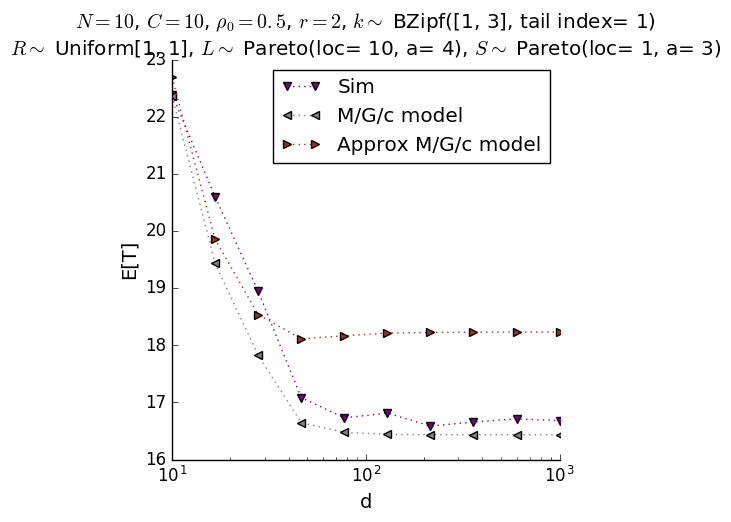 N = 10, C = 10, ρ₀ = 0.5, r = 2, k ∼ BZipf([1, 3], tail index= 1)
R ∼ Uniform[1, 1], L ∼ Pareto(loc= 10, a= 4), S ∼ Pareto(loc= 1, a= 3)
Sim
M/G/c model
Approx M/G/c model
23
22
21
20
19
18
17
16
E[T]
10¹ 10² 10³
d